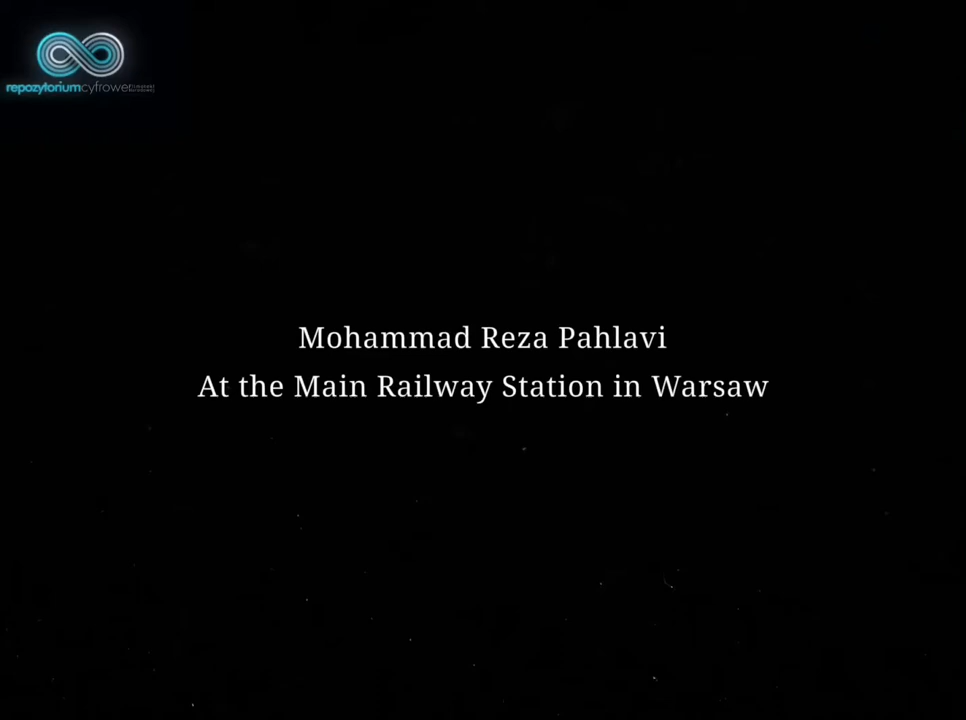 repozytoriumcyfrowe
Mohammad Reza Pahlavi
At the Main Railway Station in Warsaw